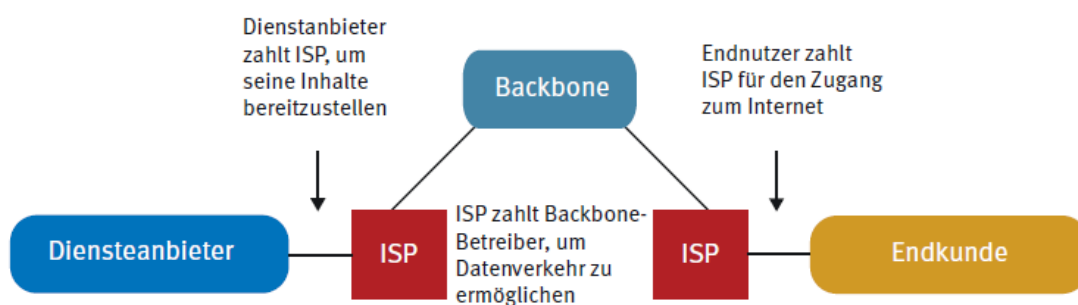 Dienstanbieter
zahlt ISP, um
seine Inhalte
bereitzustellen
Backbone
Endnutzer zahlt
ISP für den Zugang
zum Internet
Diensteanbieter
ISP
ISP zahlt Backbone-
Betreiber, um
Datenverkehr zu
ermöglichen
ISP
Endkunde